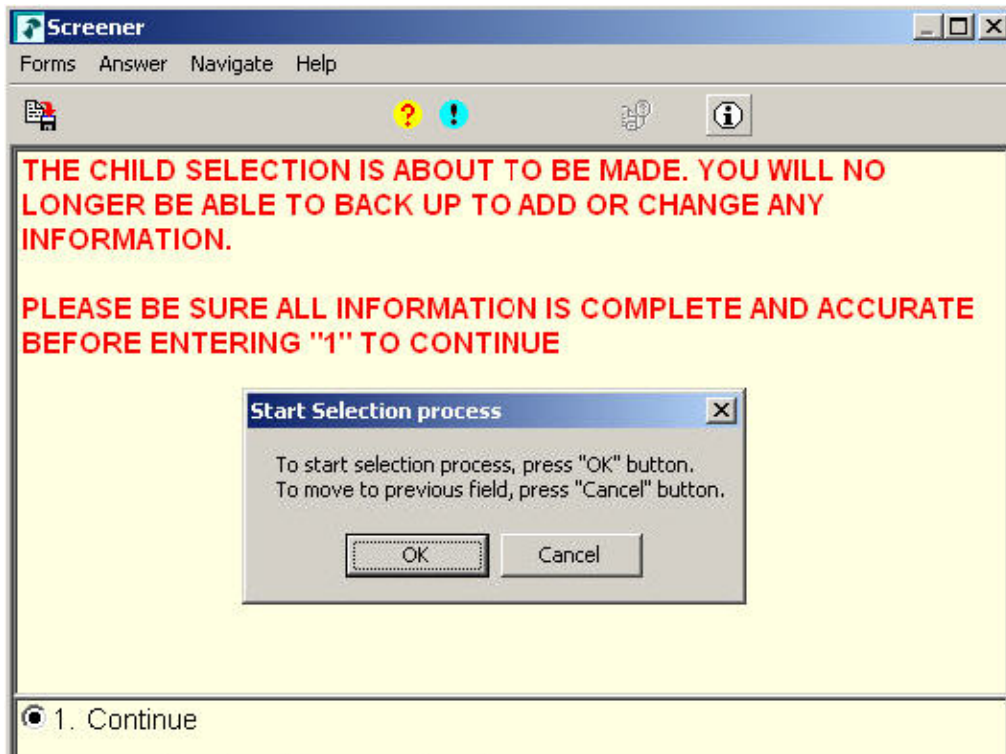 Screener
Forms Answer Navigate Help
THE CHILD SELECTION IS ABOUT TO BE MADE. YOU WILL NO
LONGER BE ABLE TO BACK UP TO ADD OR CHANGE ANY
INFORMATION.
PLEASE BE SURE ALL INFORMATION IS COMPLETE AND ACCURATE
BEFORE ENTERING "1" TO CONTINUE
Start Selection process
To start selection process, press "OK" button.
To move to previous field, press "Cancel" button.
OK Cancel
1. Continue